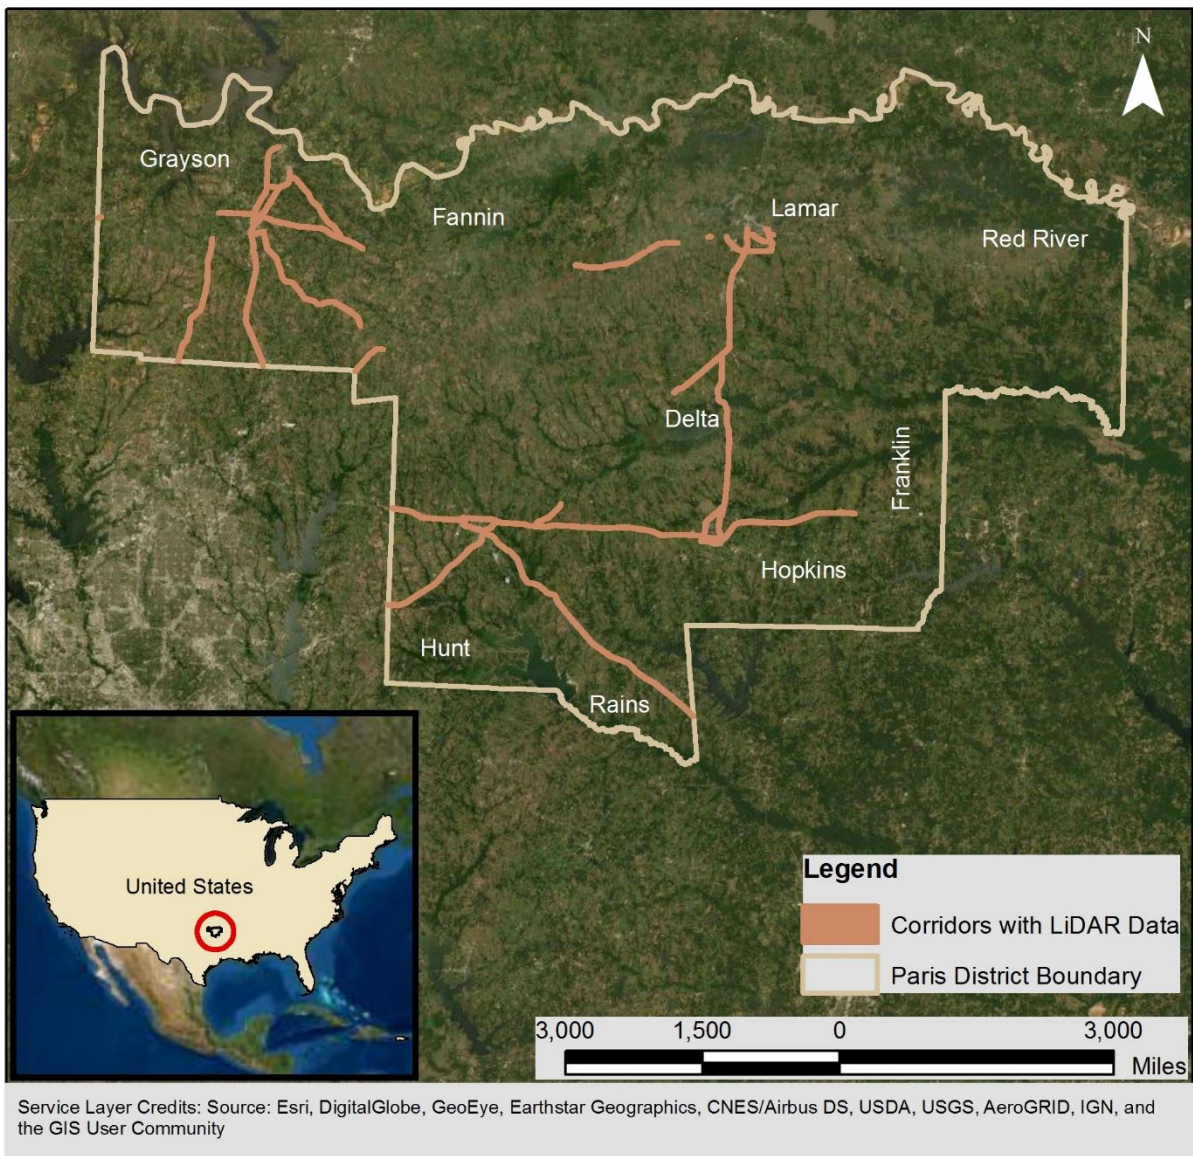 N
Grayson
Fannin
Lamar
Red River
Delta
Franklin
Hopkins
Hunt
Rains
United States
Legend
Corridors with LiDAR Data
Paris District Boundary
3,000 1,500 0 3,000
Miles
Service Layer Credits: Source: Esri, DigitalGlobe, GeoEye, Earthstar Geographics, CNES/Airbus DS, USDA, USGS, AeroGRID, IGN, and
the GIS User Community